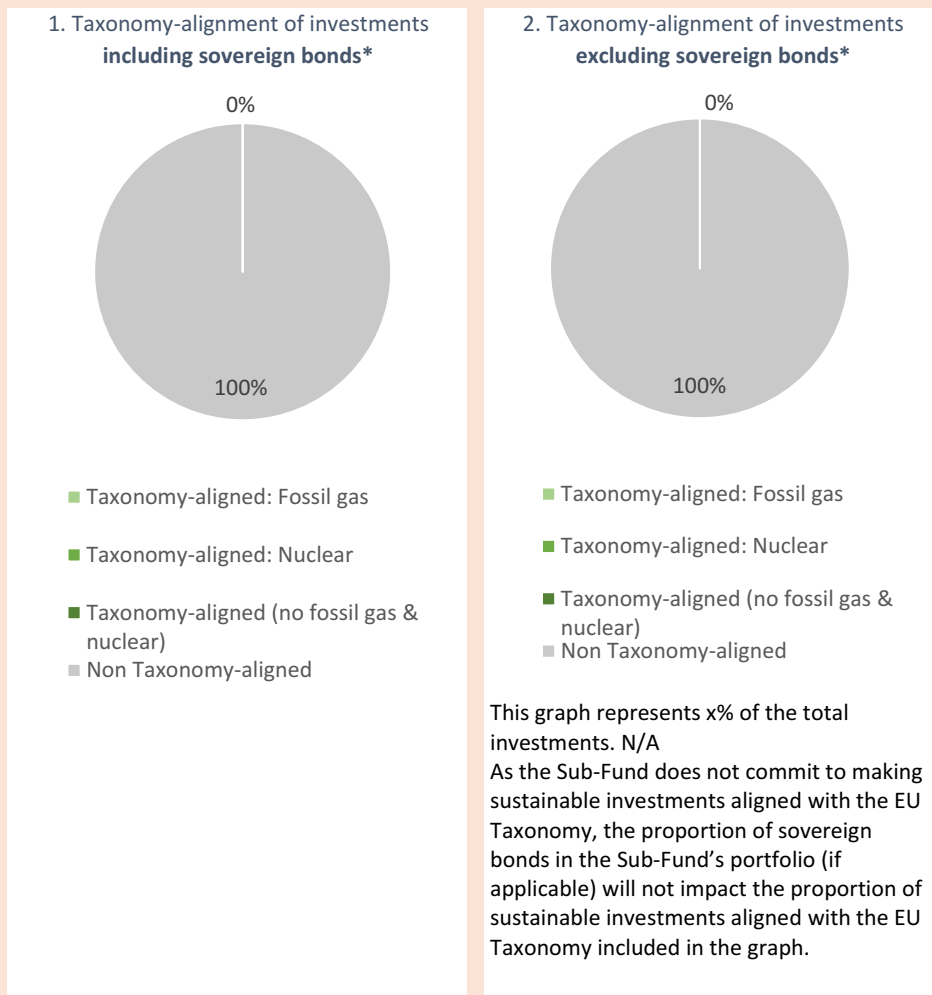 1. Taxonomy-alignment of investments
including sovereign bonds*
0%
100%
Taxonomy-aligned: Fossil gas
Taxonomy-aligned: Nuclear
Taxonomy-aligned (no fossil gas &
nuclear)
Non Taxonomy-aligned
2. Taxonomy-alignment of investments
excluding sovereign bonds*
0%
100%
Taxonomy-aligned: Fossil gas
Taxonomy-aligned: Nuclear
Taxonomy-aligned (no fossil gas &
nuclear)
Non Taxonomy-aligned
This graph represents x% of the total
investments. N/A
As the Sub-Fund does not commit to making
sustainable investments aligned with the EU
Taxonomy, the proportion of sovereign
bonds in the Sub-Fund’s portfolio (if
applicable) will not impact the proportion of
sustainable investments aligned with the EU
Taxonomy included in the graph.